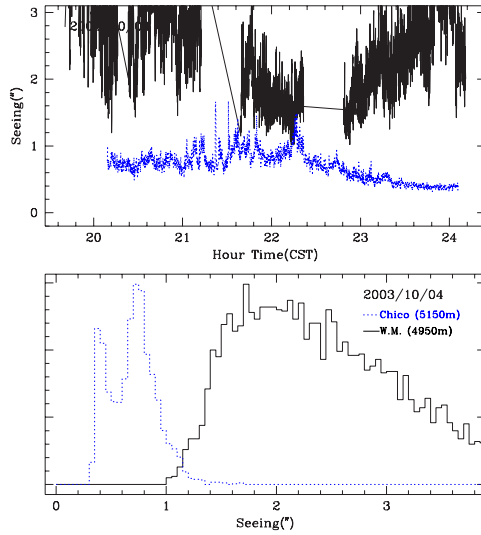 3
2
1
0
Seeing(")
20
21
22
23
24
Hour Time(CST)
2003/10/04
Chico (5150m)
W.M. (4950m)
0
1
2
3
Seeing(")